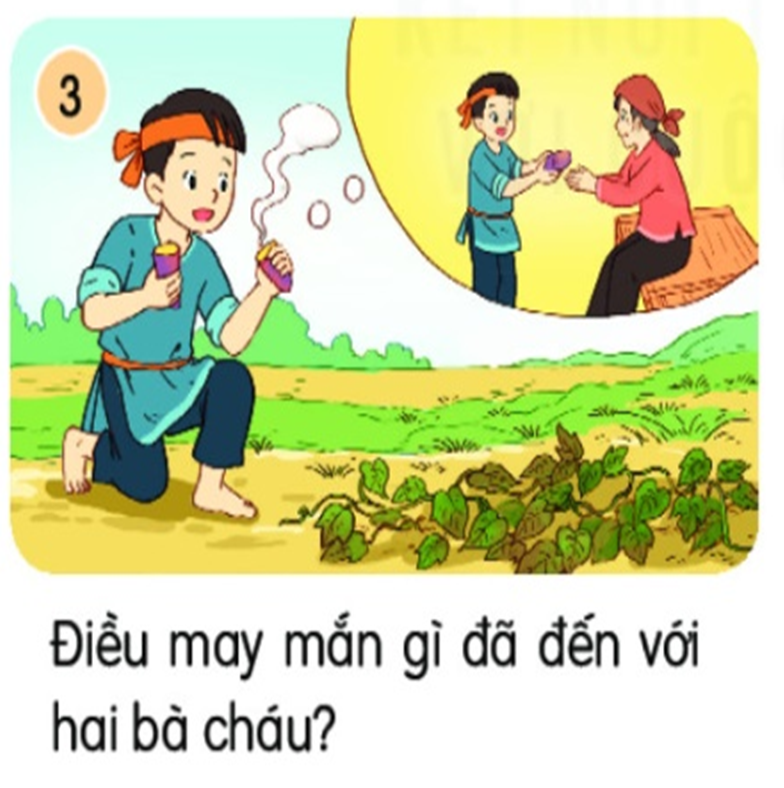 3
Điều may mắn gì đã đến với
hai bà cháu?